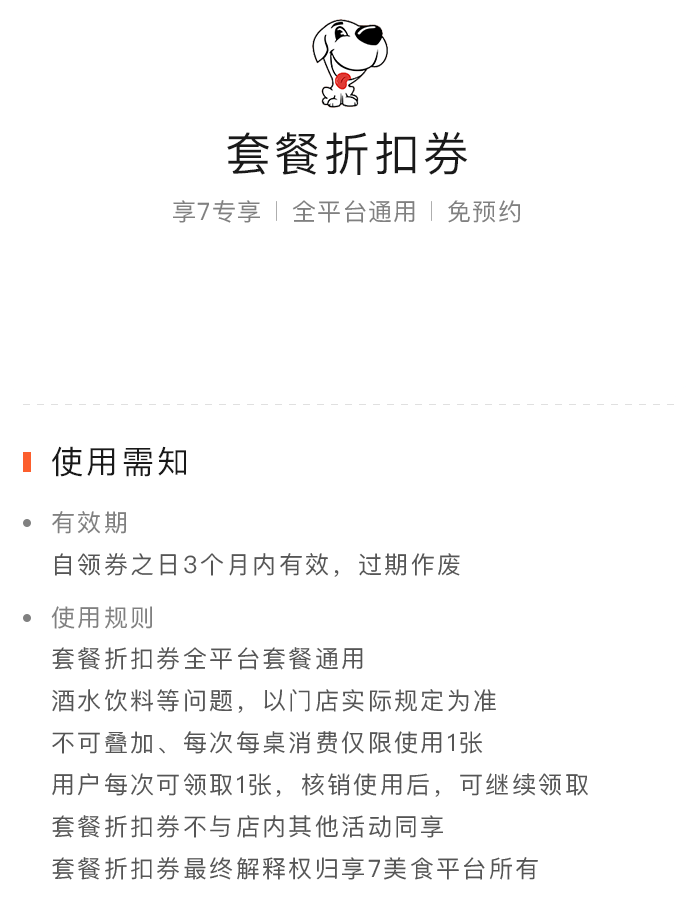 套餐折扣券
享7专享 | 全平台通用 | 免预约
使用需知
有效期
自领券之日3个月内有效，过期作废
使用规则
套餐折扣券全平台套餐通用
酒水饮料等问题，以门店实际规定为准
不可叠加、每次每桌消费仅限使用1张
用户每次可领取1张，核销使用后，可继续领取
套餐折扣券不与店内其他活动同享
套餐折扣券最终解释权归享7美食平台所有